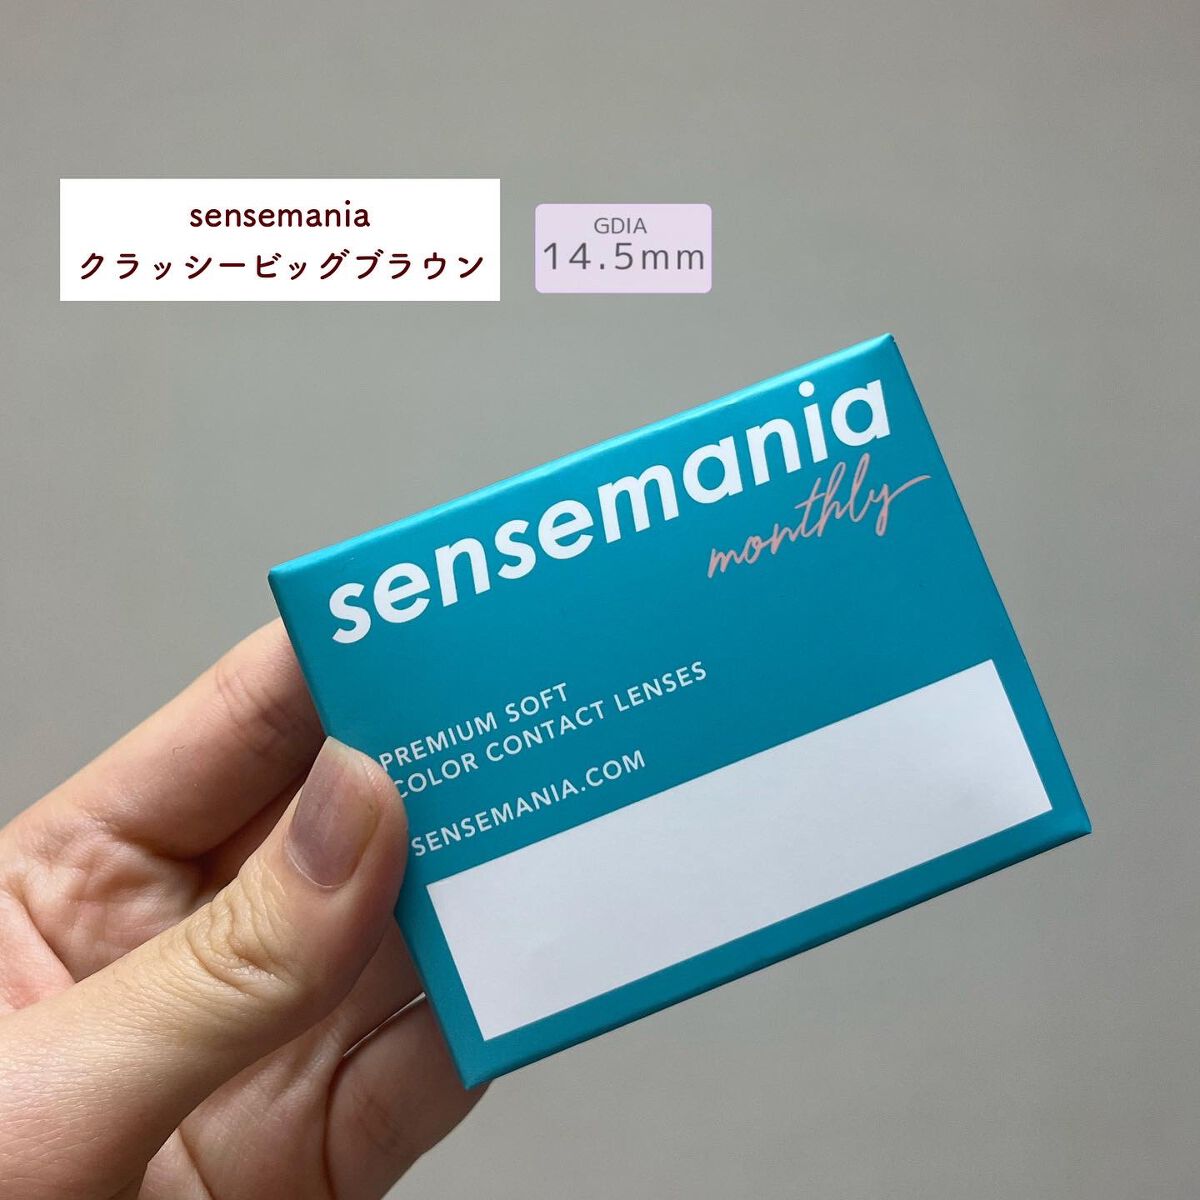 sensemania
クラッシービッグブラウン
GDIA
14.5mm
sensemania
monthly
PREMIUM SOFT
COLOR CONTACT LENSES
SENSEMANIA.COM